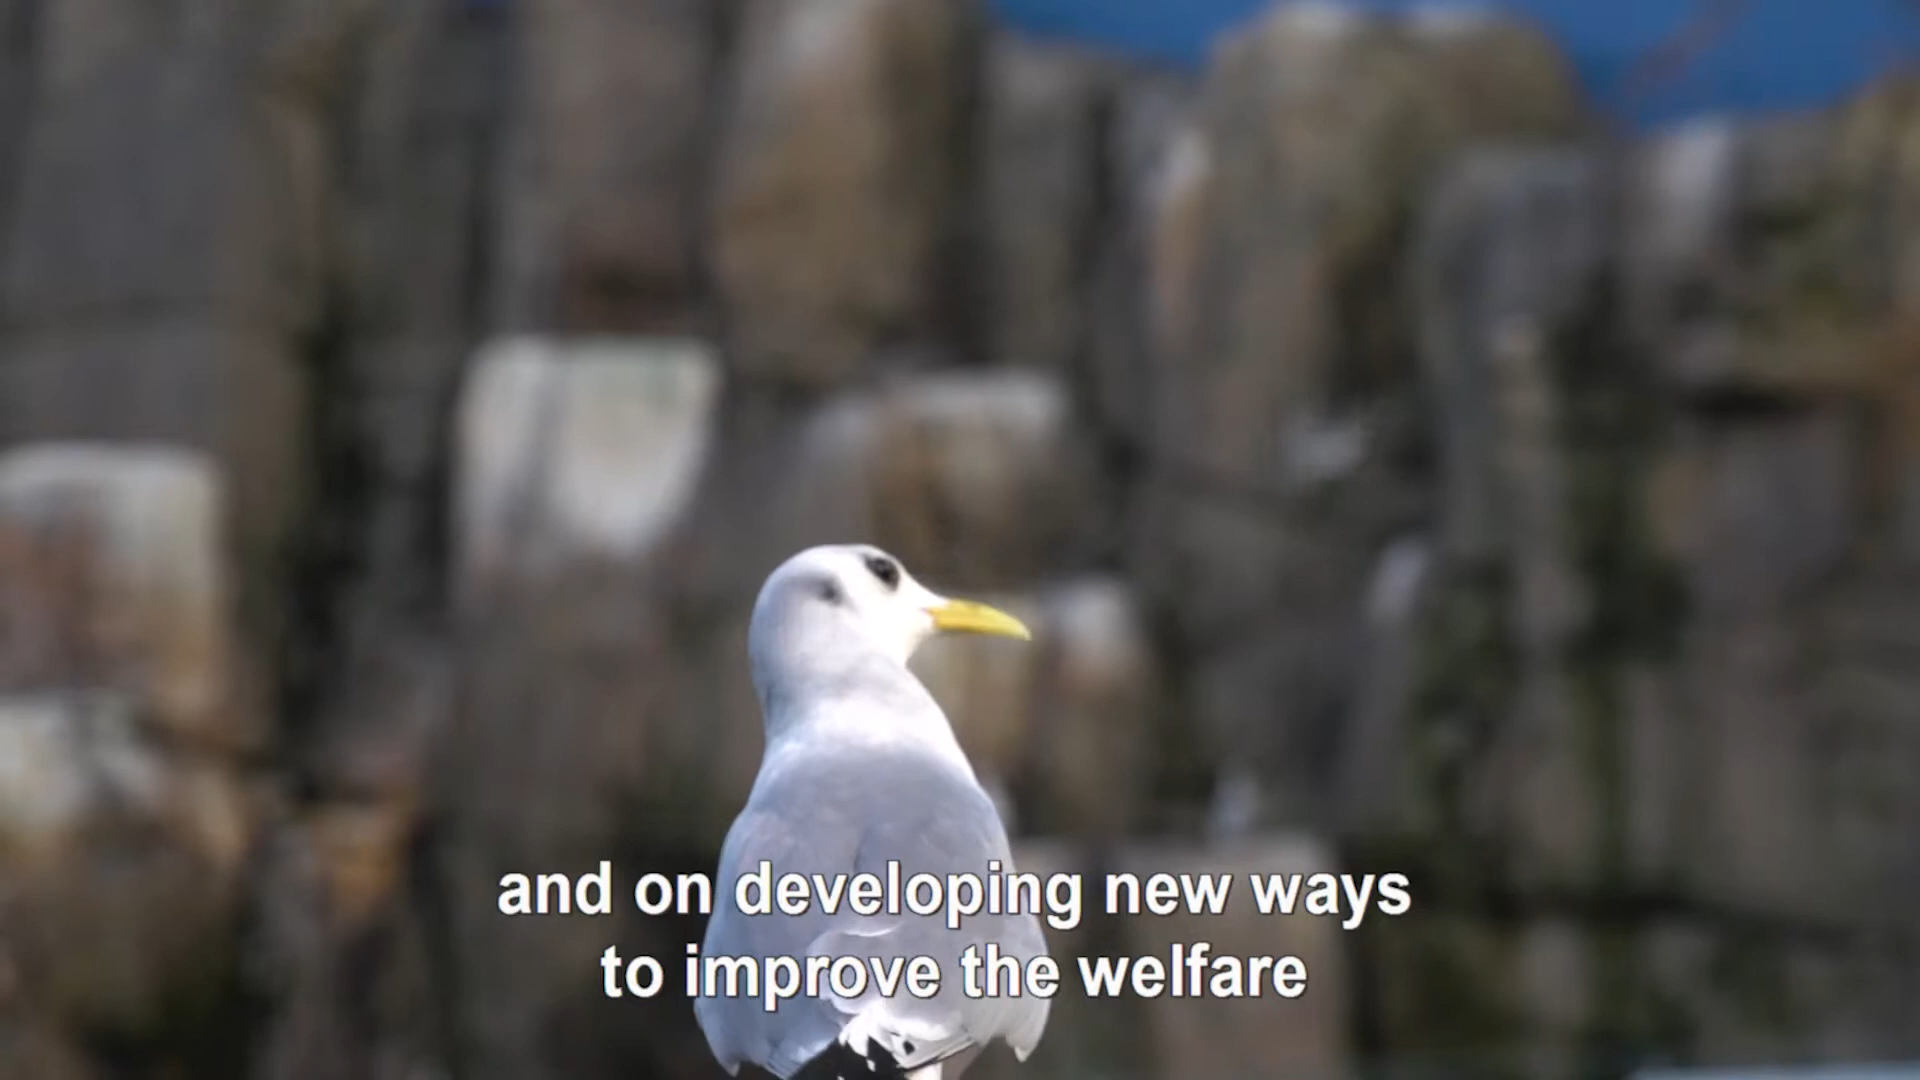 and on developing new ways
to improve the welfare